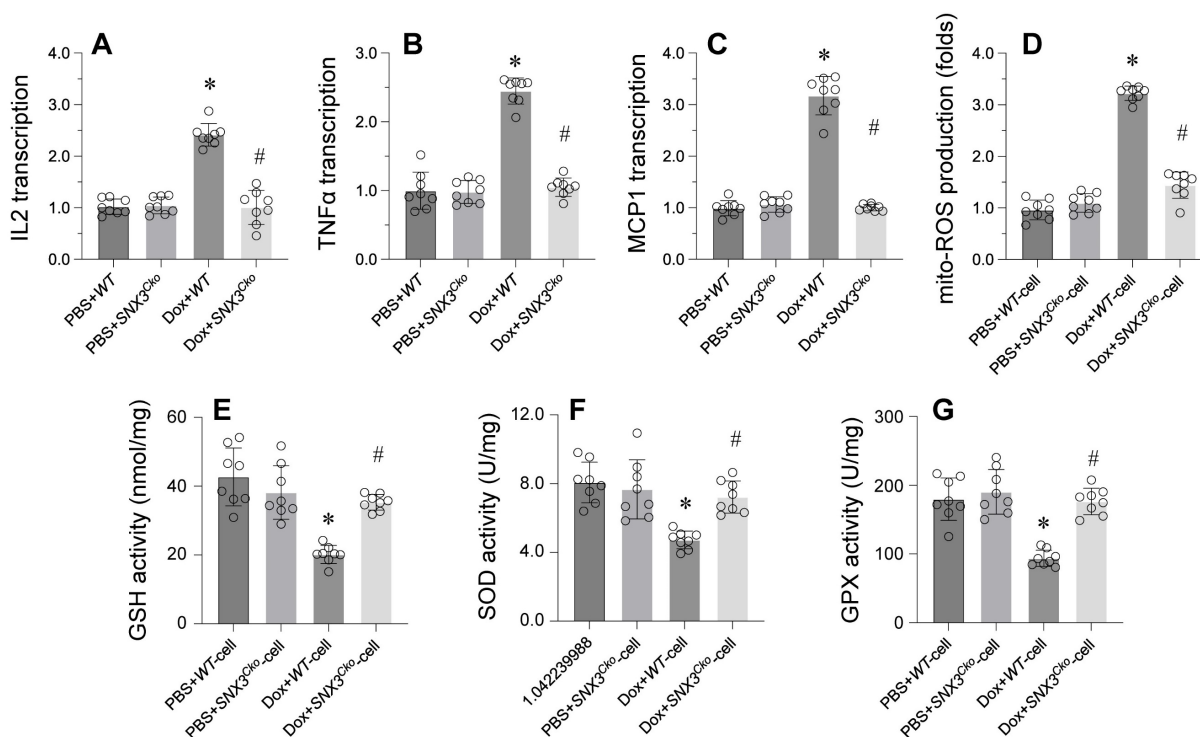 A
IL2 transcription
4.0
3.0
2.0
1.0
0.0
*
#
PBS+WT
PBS+SNX3Cko
Dox+WT
Dox+SNX3Cko
B
TNFα transcription
3.0
2.0
1.0
0.0
*
#
PBS+WT
PBS+SNX3Cko
Dox+WT
Dox+SNX3Cko
C
MCP1 transcription
4.0
3.0
2.0
1.0
0.0
*
#
PBS+WT
PBS+SNX3Cko
Dox+WT
Dox+SNX3Cko
D
mito-ROS production (folds)
4.0
3.0
2.0
1.0
0.0
*
#
PBS+WT-cell
PBS+SNX3Cko-cell
Dox+WT-cell
Dox+SNX3Cko-cell
E
GSH activity (nmol/mg)
60
40
20
0
*
#
PBS+WT-cell
PBS+SNX3Cko-cell
Dox+WT-cell
Dox+SNX3Cko-cell
F
SOD activity (U/mg)
12.0
8.0
4.0
0.0
*
#
1.042239988
PBS+SNX3Cko-cell
Dox+WT-cell
Dox+SNX3Cko-cell
G
GPX activity (U/mg)
300
200
100
0
*
#
PBS+WT-cell
PBS+SNX3Cko-cell
Dox+WT-cell
Dox+SNX3Cko-cell